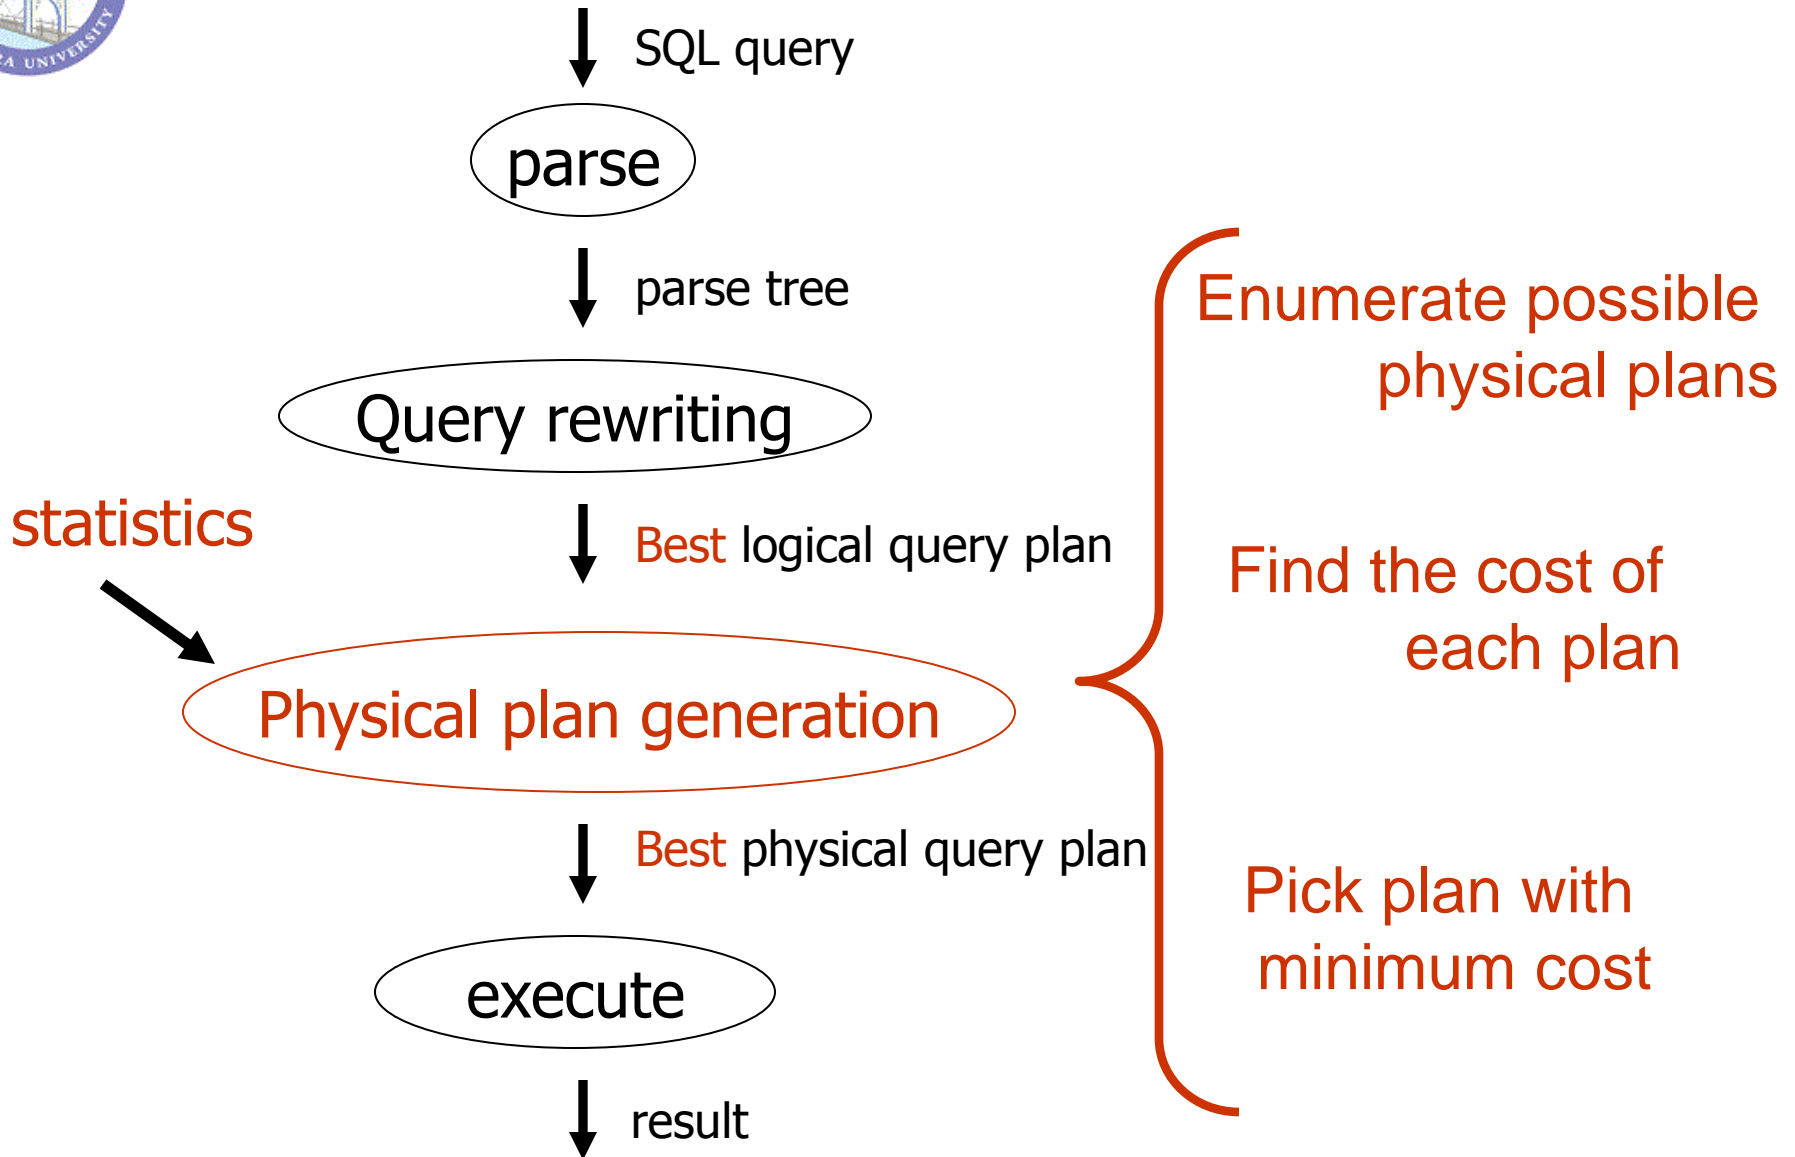 A UNIVERSITY
SQL query
parse
parse tree
Query rewriting
statistics
Best logical query plan
Physical plan generation
Best physical query plan
execute
result
Enumerate possible
physical plans
Find the cost of
each plan
Pick plan with
minimum cost